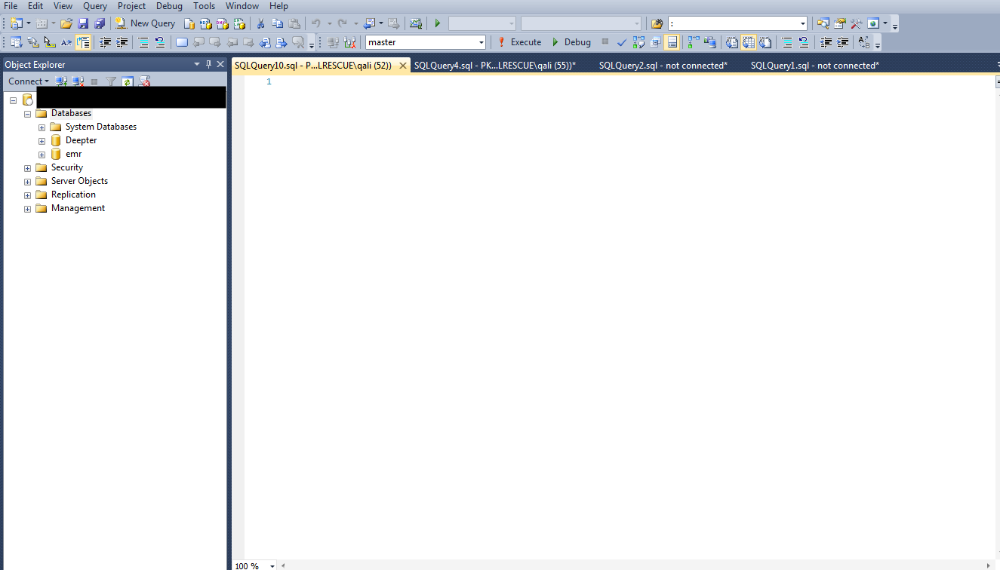 File Edit View Query Project Debug Tools Window Help
New Query :
master Execute Debug
Object Explorer
Connect
Databases
System Databases
Deepter
emr
Security
Server Objects
Replication
Management
SQLQuery10.sql - P...LRESCUE\qali (52)) SQLQuery4.sql - PK...LRESCUE\qali (55))* SQLQuery2.sql - not connected* SQLQuery1.sql - not connected*
1
100 %